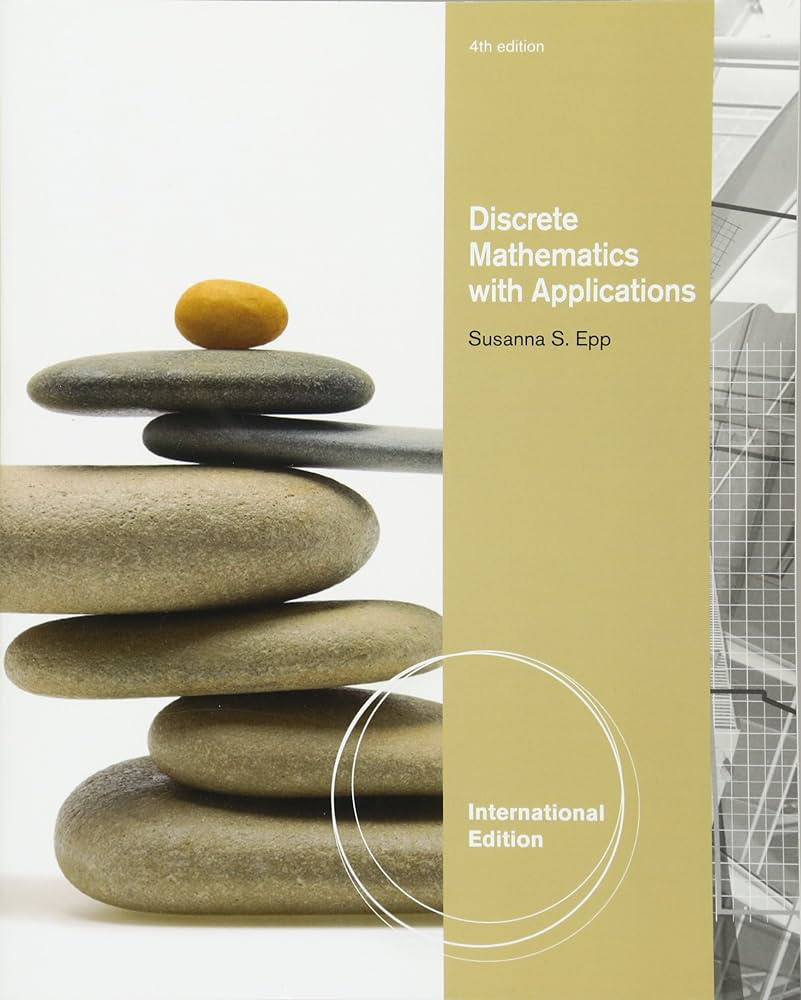 4th edition
Discrete
Mathematics
with Applications
Susanna S. Epp
International
Edition